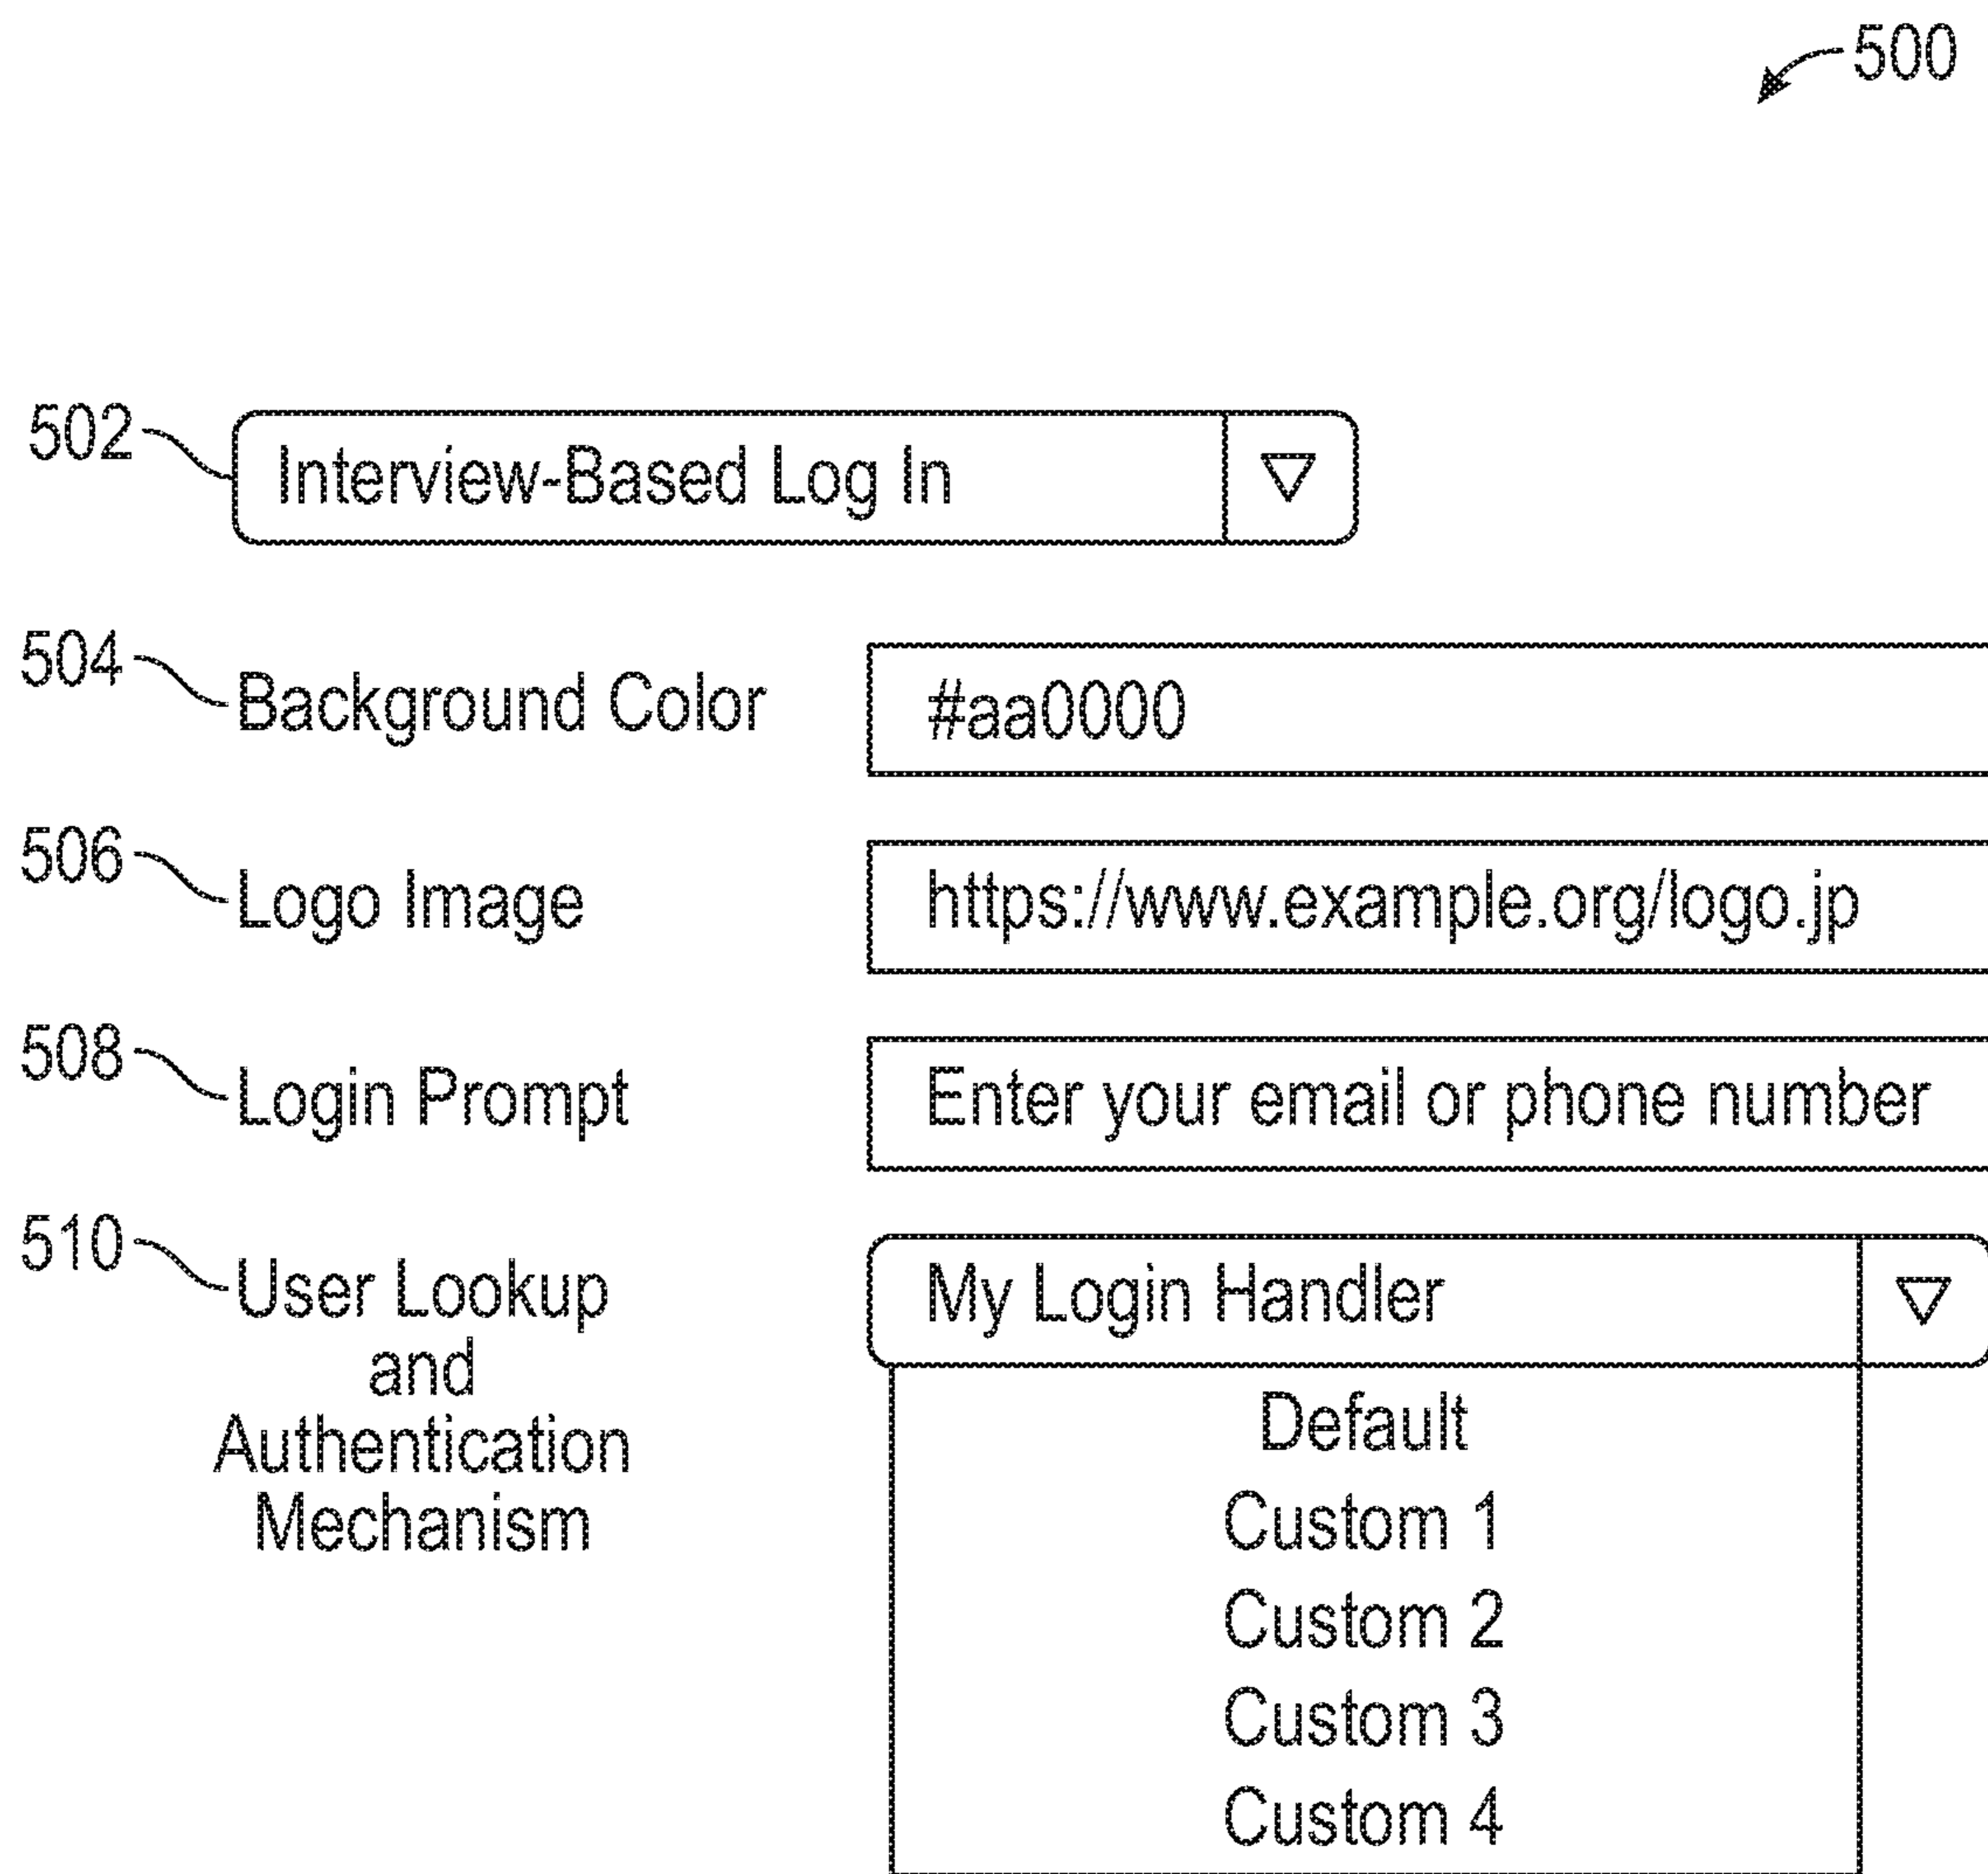 500
502
Interview-Based Log In
504
Background Color
#aa0000
506
Logo Image
https://www.example.org/logo.jp
508
Login Prompt
Enter your email or phone number
510
User Lookup
and
Authentication
Mechanism
My Login Handler
Default
Custom 1
Custom 2
Custom 3
Custom 4